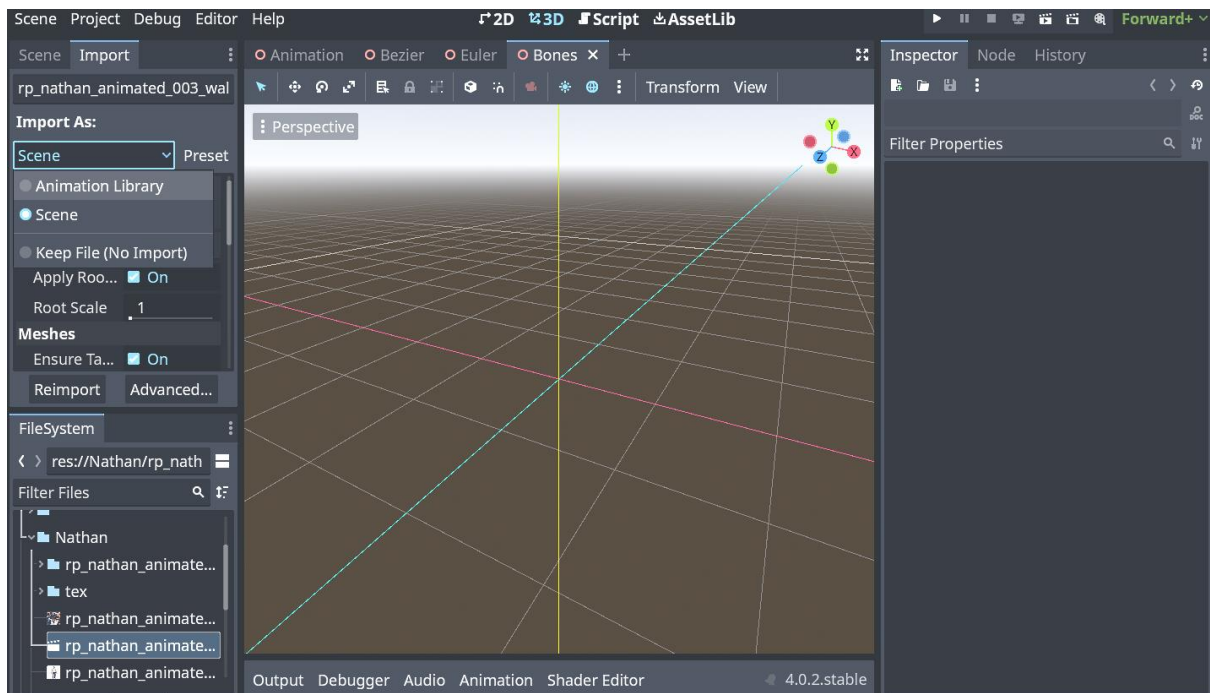 Scene Project Debug Editor Help 2D 3D Script AssetLib Forward+
Scene Import
Animation Bezier Euler Bones
Inspector Node History
rp_nathan_animated_003_wal
Transform View
Import As:
Perspective
Y
X
Z
DOC
Filter Properties
Scene Preset
Animation Library
Scene
Keep File (No Import)
Apply Roo... On
Root Scale 1
Meshes
Ensure Ta... On
Reimport Advanced...
FileSystem
res://Nathan/rp_nath
Filter Files
Nathan
rp_nathan_animate...
tex
rp_nathan_animate...
rp_nathan_animate...
rp_nathan_animate...
Output Debugger Audio Animation Shader Editor 4.0.2.stable